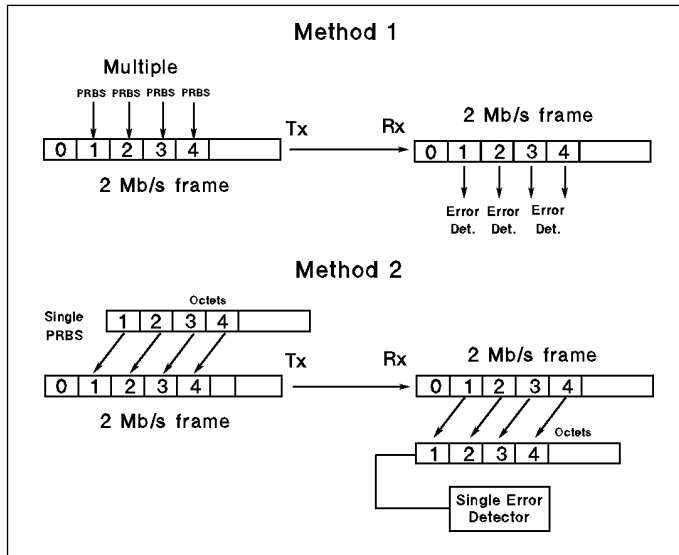 Method 1
Multiple
PRBS PRBS PRBS PRBS
Tx
Rx
2 Mb/s frame
0 1 2 3 4
0 1 2 3 4
2 Mb/s frame
Error Error Error
Det. Det. Det.
Method 2
Octets
Single
PRBS
1 2 3 4
Tx
Rx
2 Mb/s frame
0 1 2 3 4
0 1 2 3 4
2 Mb/s frame
Octets
1 2 3 4
Single Error
Detector